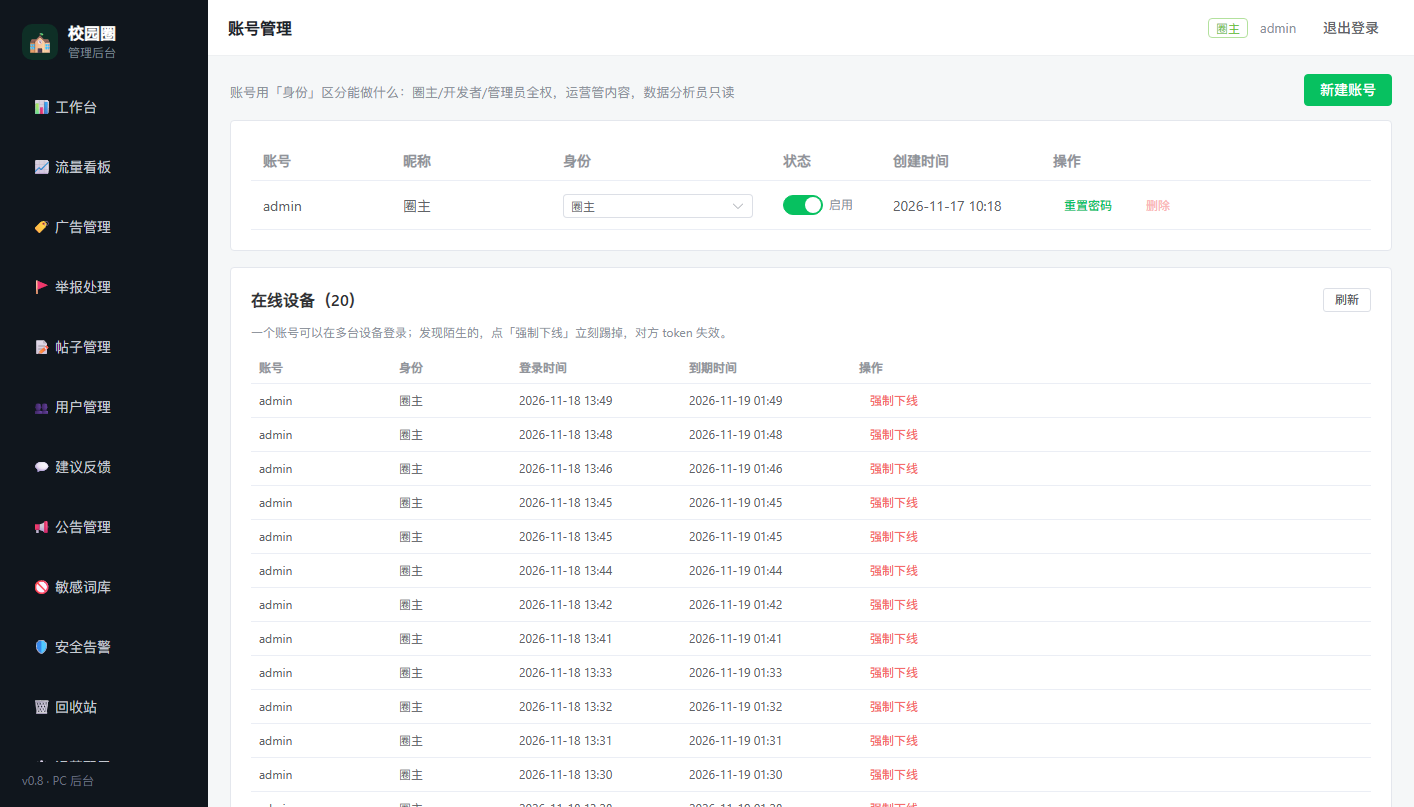 校园圈
管理后台
工作台
流量看板
广告管理
举报处理
帖子管理
用户管理
建议反馈
公告管理
敏感词库
安全告警
回收站
v0.8 · PC 后台
账号管理
圈主 admin 退出登录
账号用「身份」区分能做什么：圈主/开发者/管理员全权，运营管内容，数据分析员只读
新建账号
账号 昵称 身份 状态 创建时间 操作
admin 圈主 圈主 启用 2026-11-17 10:18 重置密码 删除
在线设备（20）
刷新
一个账号可以在多台设备登录；发现陌生的，点「强制下线」立刻踢掉，对方 token 失效。
账号 身份 登录时间 到期时间 操作
admin 圈主 2026-11-18 13:49 2026-11-19 01:49 强制下线
admin 圈主 2026-11-18 13:48 2026-11-19 01:48 强制下线
admin 圈主 2026-11-18 13:46 2026-11-19 01:46 强制下线
admin 圈主 2026-11-18 13:45 2026-11-19 01:45 强制下线
admin 圈主 2026-11-18 13:45 2026-11-19 01:45 强制下线
admin 圈主 2026-11-18 13:44 2026-11-19 01:44 强制下线
admin 圈主 2026-11-18 13:42 2026-11-19 01:42 强制下线
admin 圈主 2026-11-18 13:41 2026-11-19 01:41 强制下线
admin 圈主 2026-11-18 13:33 2026-11-19 01:33 强制下线
admin 圈主 2026-11-18 13:32 2026-11-19 01:32 强制下线
admin 圈主 2026-11-18 13:31 2026-11-19 01:31 强制下线
admin 圈主 2026-11-18 13:30 2026-11-19 01:30 强制下线